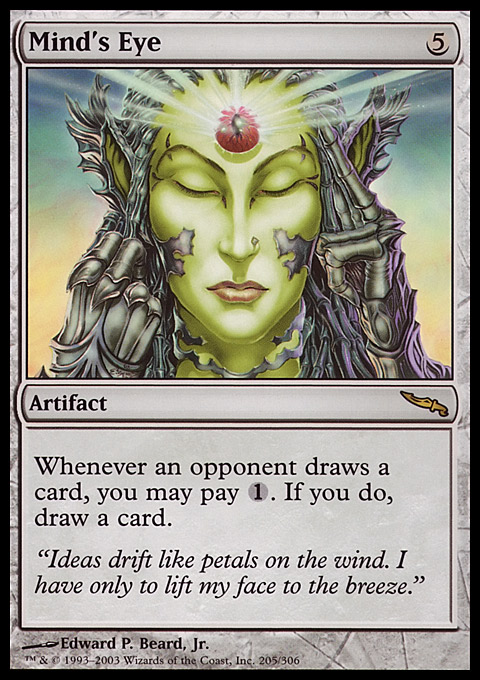 Mind's Eye 5
Artifact
Whenever an opponent draws a
card, you may pay 1. If you do,
draw a card.
“Ideas drift like petals on the wind. I
have only to lift my face to the breeze.”
Edward P. Beard, Jr.
™ & © 1993–2003 Wizards of the Coast, Inc. 205/306